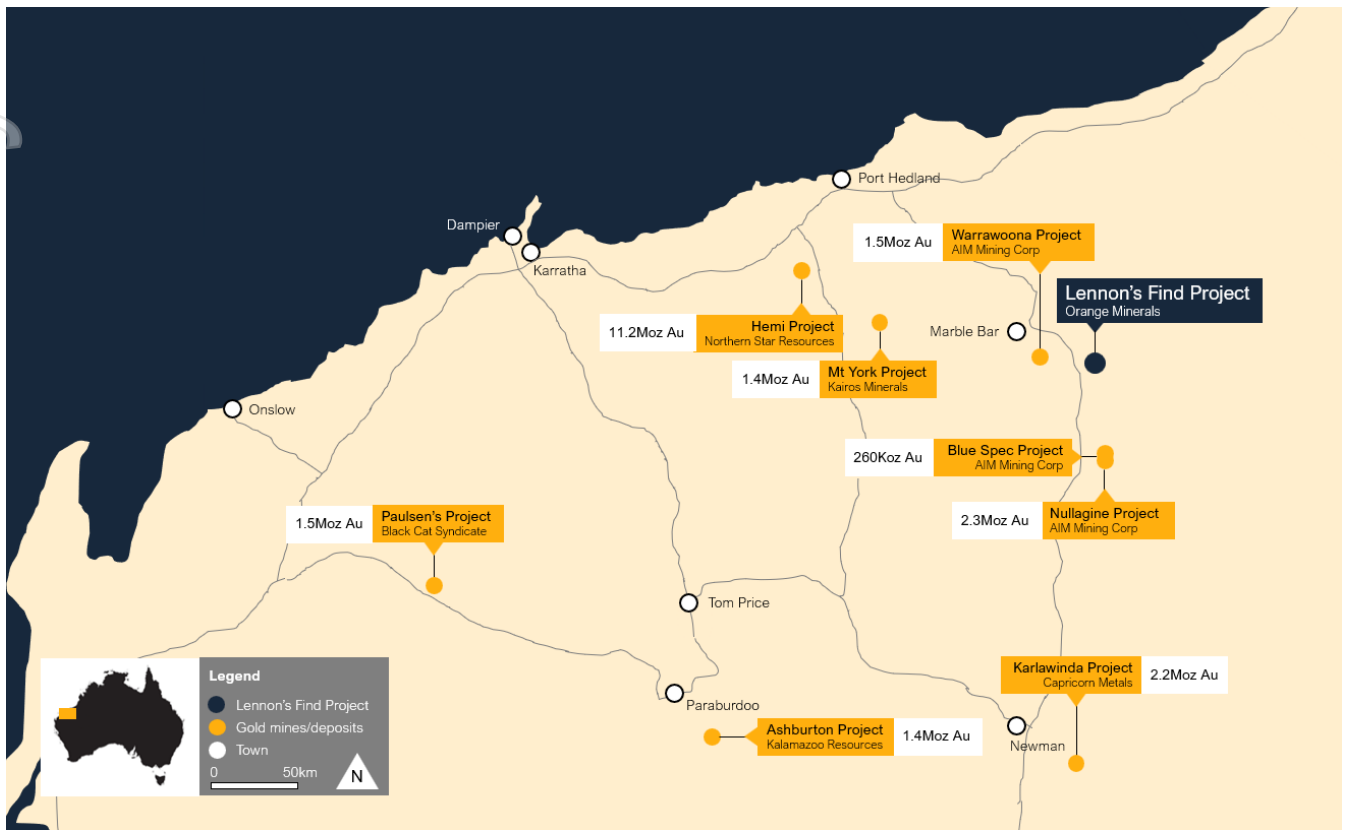 Port Hedland
Dampier
Karratha
1.5Moz Au
Warrawoona Project
AIM Mining Corp
Lennon's Find Project
Orange Minerals
11.2Moz Au
Hemi Project
Northern Star Resources
Marble Bar
1.4Moz Au
Mt York Project
Kairos Minerals
Onslow
260Koz Au
Blue Spec Project
AIM Mining Corp
1.5Moz Au
Paulsen's Project
Black Cat Syndicate
2.3Moz Au
Nullagine Project
AIM Mining Corp
Tom Price
Karlawinda Project
Capricorn Metals
2.2Moz Au
Paraburdoo
Ashburton Project
Kalamazoo Resources
1.4Moz Au
Newman
Legend
Lennon's Find Project
Gold mines/deposits
Town
0 50km
N